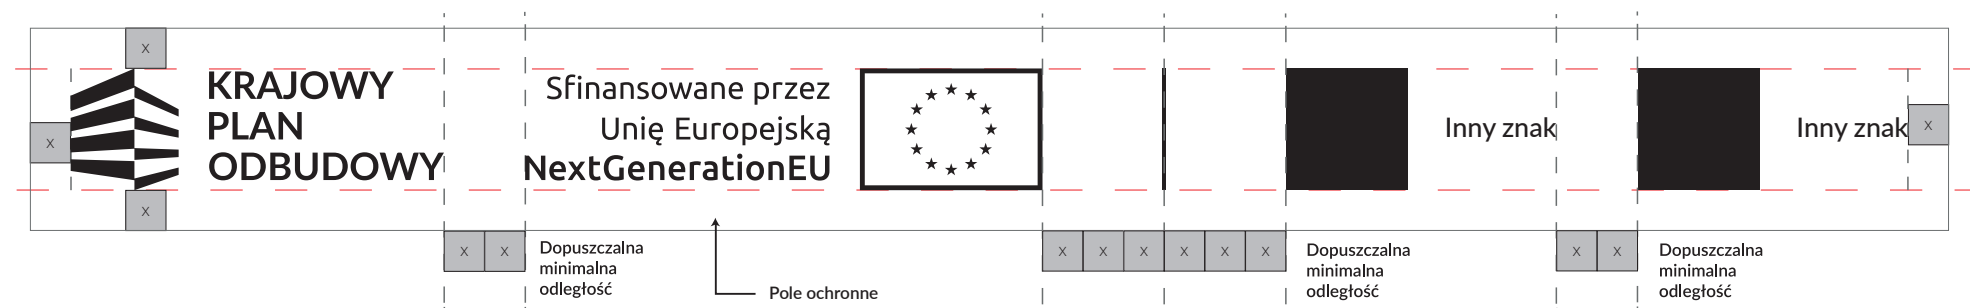 X
KRAJOWY
PLAN
ODBUDOWY
X
X
Sfinansowane przez
Unię Europejską
NextGenerationEU
Inny znak
Inny znak
X
X X
Dopuszczalna
minimalna
odległość
Pole ochronne
X X X X X X
Dopuszczalna
minimalna
odległość
X X
Dopuszczalna
minimalna
odległość